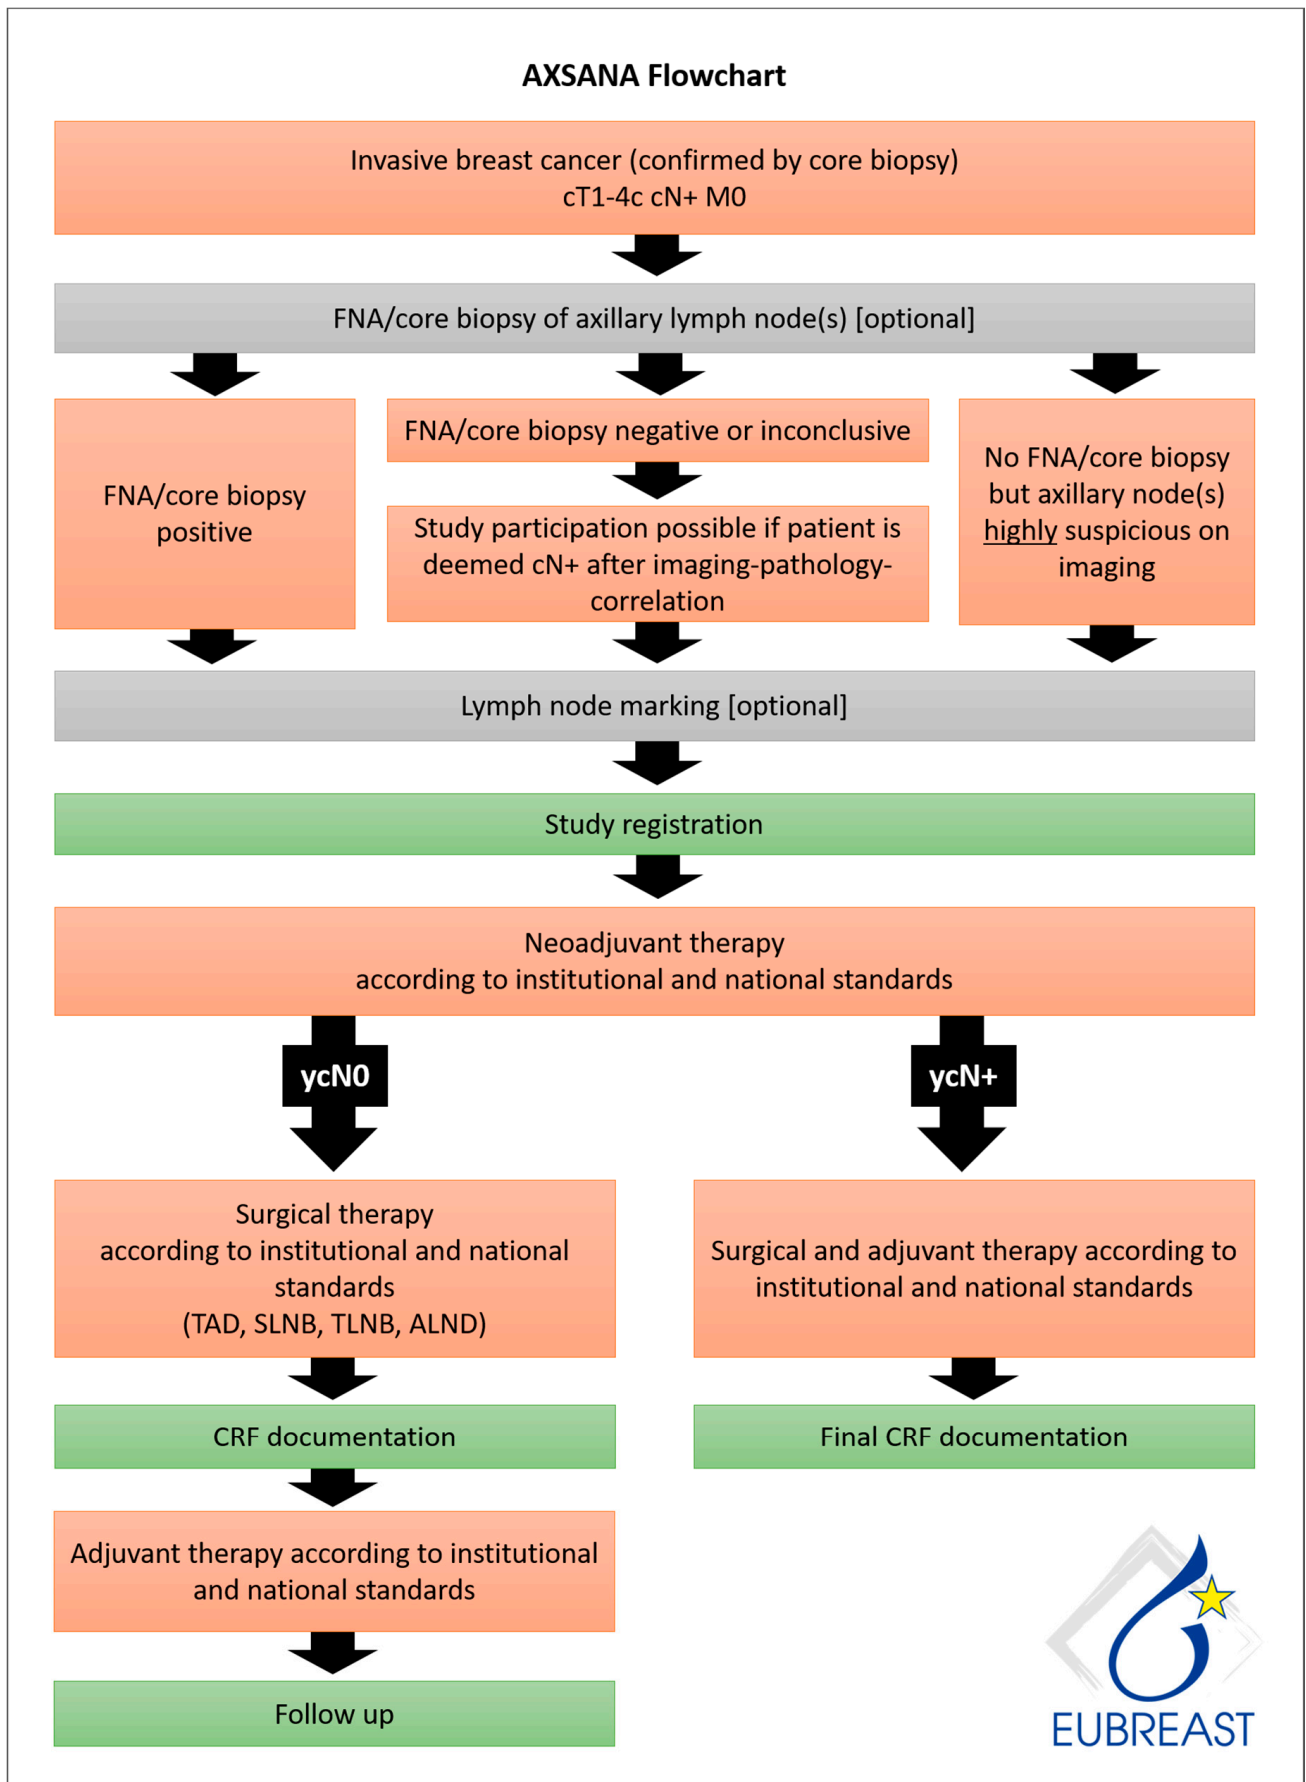 AXSANA Flowchart
Invasive breast cancer (confirmed by core biopsy)
cT1-4c cN+ M0
FNA/core biopsy of axillary lymph node(s) [optional]
FNA/core biopsy
positive
FNA/core biopsy negative or inconclusive
Study participation possible if patient is
deemed cN+ after imaging-pathology-
correlation
No FNA/core biopsy
but axillary node(s)
highly suspicious on
imaging
Lymph node marking [optional]
Study registration
Neoadjuvant therapy
according to institutional and national standards
ycN0
ycN+
Surgical therapy
according to institutional and national
standards
(TAD, SLNB, TLNB, ALND)
Surgical and adjuvant therapy according to
institutional and national standards
CRF documentation
Final CRF documentation
Adjuvant therapy according to institutional
and national standards
Follow up
EUBREAST